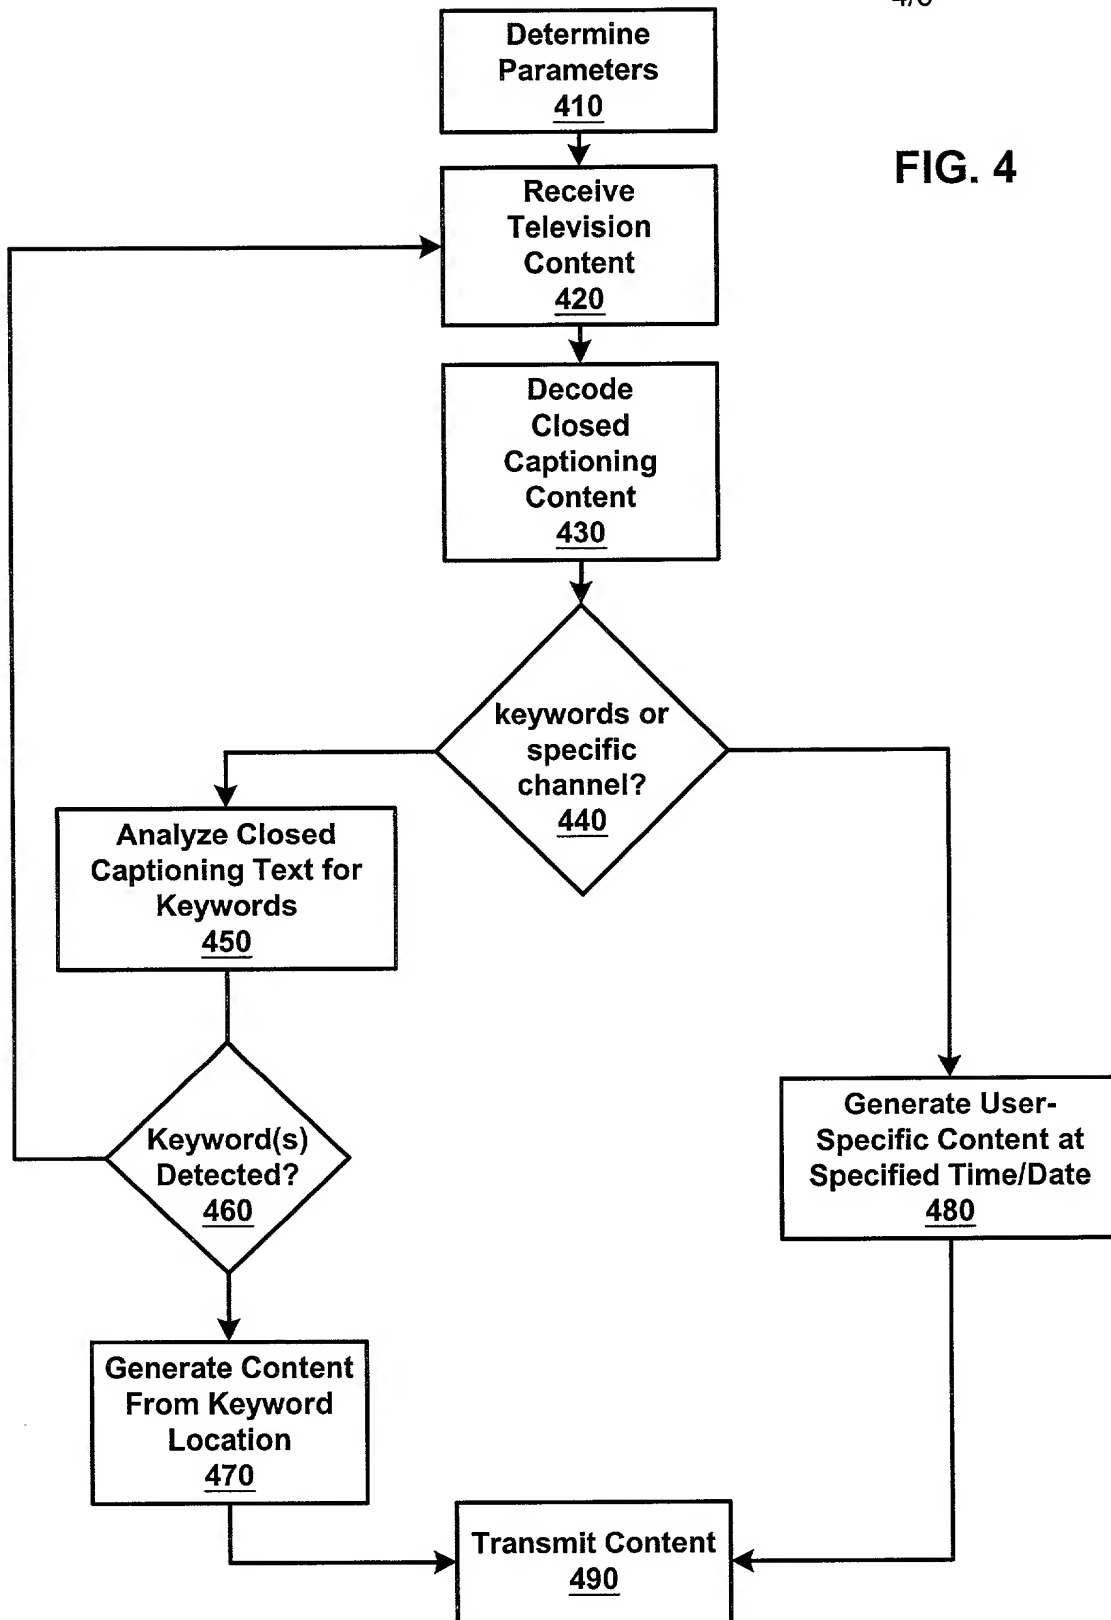 Determine
Parameters
410
FIG. 4
Receive
Television
Content
420
Decode
Closed
Captioning
Content
430
keywords or
specific
channel?
440
Analyze Closed
Captioning Text for
Keywords
450
Keyword(s)
Detected?
460
Generate User-
Specific Content at
Specified Time/Date
480
Generate Content
From Keyword
Location
470
Transmit Content
490